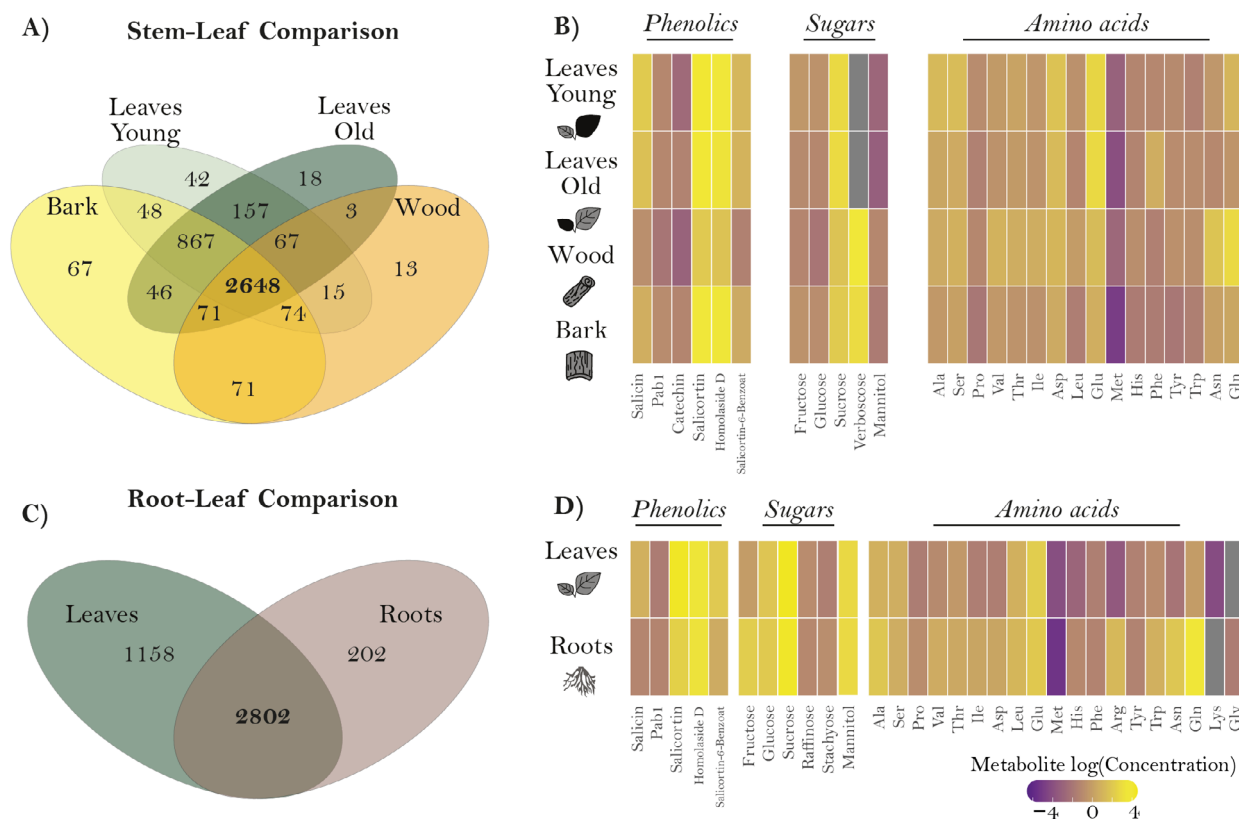 A)
Stem-Leaf Comparison
Leaves
Young
Leaves
Old
Bark
Wood
42
18
48
157
3
67
867
67
13
46
2648
15
71
74
71
B)
Phenolics
Sugars
Amino acids
Leaves
Young
Leaves
Old
Wood
Bark
Salicin
Pab1
Catechin
Salicortin
Homolaside D
Salicortin-6-Benzoat
Fructose
Glucose
Sucrose
Verboscose
Mannitol
Ala
Ser
Pro
Val
Thr
Ile
Asp
Leu
Glu
Met
His
Phe
Tyr
Trp
Asn
Gln
C)
Root-Leaf Comparison
Leaves
Roots
1158
202
2802
D)
Phenolics
Sugars
Amino acids
Leaves
Roots
Salicin
Pab1
Salicortin
Homolaside D
Salicortin-6-Benzoat
Fructose
Glucose
Sucrose
Raffinose
Stachyose
Mannitol
Ala
Ser
Pro
Val
Thr
Ile
Asp
Leu
Glu
Met
His
Phe
Arg
Tyr
Trp
Asn
Gln
Lys
Gly
Metabolite log(Concentration)
−4 0 4